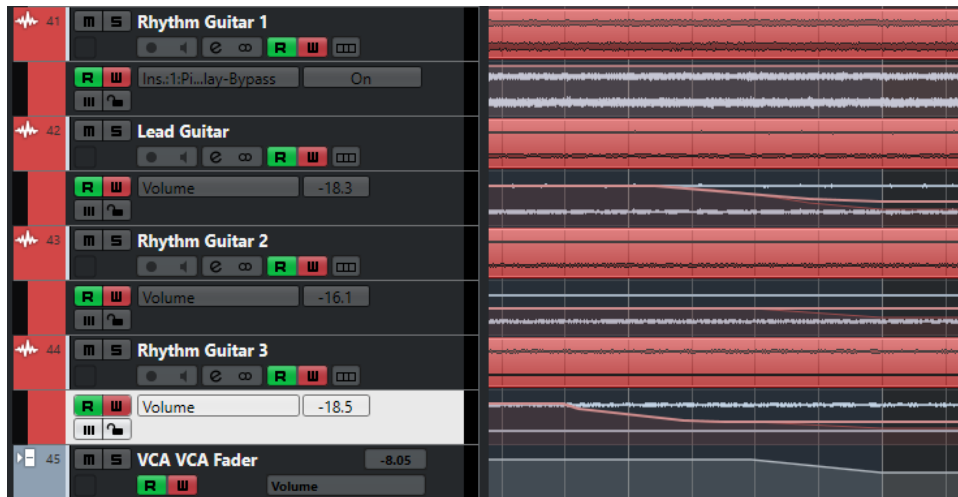 41 m S Rhythm Guitar 1
e R W
R W Ins.:1:Pi...lay-Bypass On
42 m S Lead Guitar
e R W
R W Volume -18.3
43 m S Rhythm Guitar 2
e R W
R W Volume -16.1
44 m S Rhythm Guitar 3
e R W
R W Volume -18.5
45 m S VCA VCA Fader -8.05
R W Volume